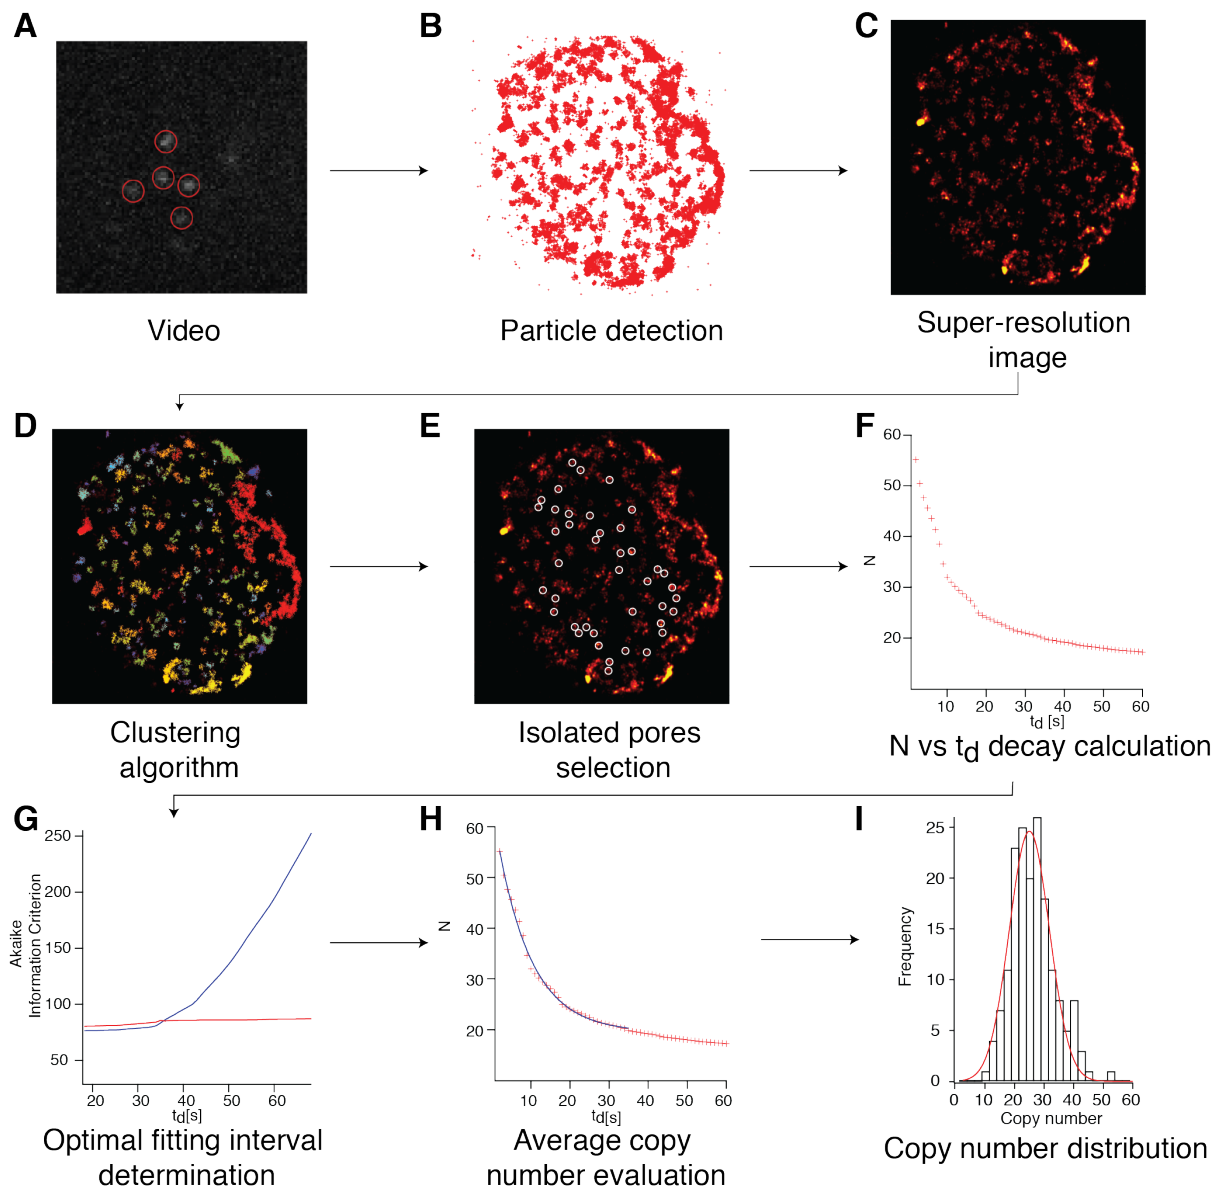 A
B
C
Video
Particle detection
Super-resolution
image
D
E
F
60
50
40
30
20
N
10 20 30 40 50 60
td [s]
Clustering
algorithm
Isolated pores
selection
N vs td decay calculation
G
250
200
150
100
50
Akaike
Information Criterion
20 30 40 50 60
td[s]
Optimal fitting interval
determination
H
60
50
40
30
20
N
10 20 30 40 50 60
td[s]
Average copy
number evaluation
I
25
20
15
10
5
0
Frequency
0 10 20 30 40 50 60
Copy number
Copy number distribution